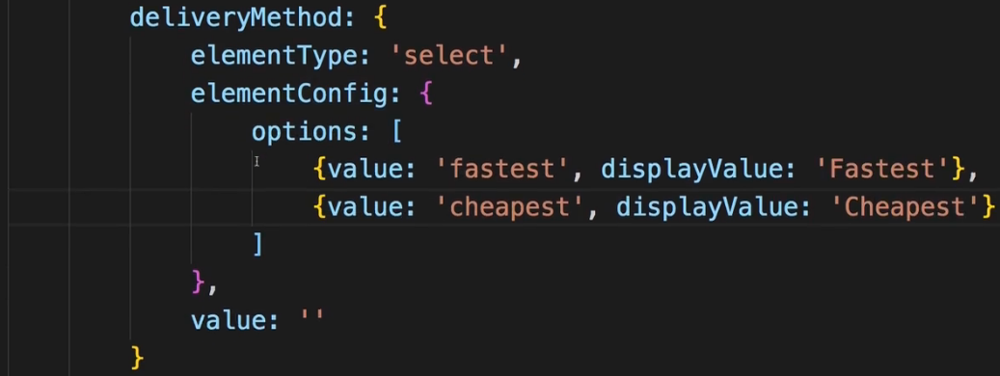 deliveryMethod: {
elementType: 'select',
elementConfig: {
options: [
{value: 'fastest', displayValue: 'Fastest'},
{value: 'cheapest', displayValue: 'Cheapest'}
]
},
value: ''
}